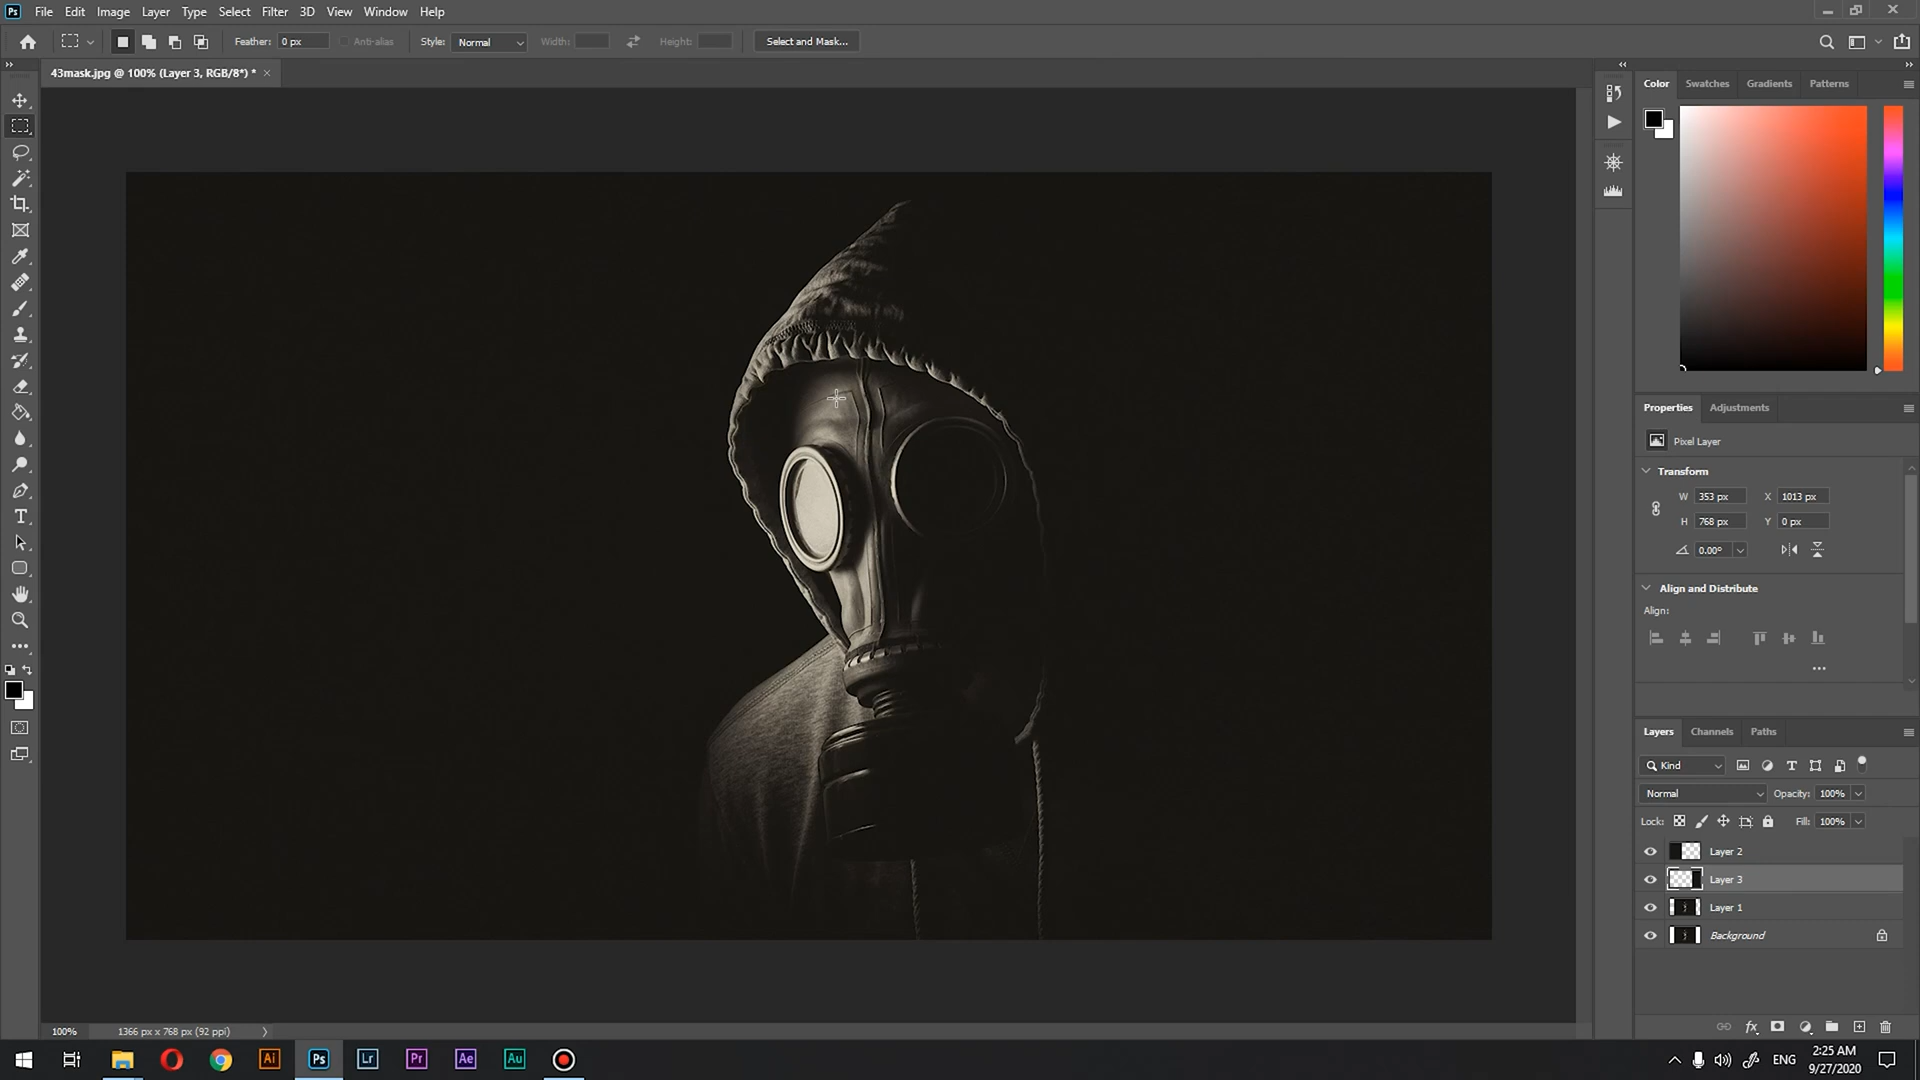 Ps File Edit Image Layer Type Select Filter 3D View Window Help
Feather: 0 px Anti-alias Style: Normal Width: Height: Select and Mask...
43mask.jpg @ 100% (Layer 3, RGB/8*) * ×
Color Swatches Gradients Patterns
Properties Adjustments
Pixel Layer
Transform
W 353 px X 1013 px
H 768 px Y 0 px
0.00°
Align and Distribute
Align:
Layers Channels Paths
Kind
Normal Opacity: 100%
Lock: Fill: 100%
Layer 2
Layer 3
Layer 1
Background
100% 1366 px x 768 px (92 ppi)
Ai Ps Lr Pr Ae Au ENG 2:25 AM
9/27/2020